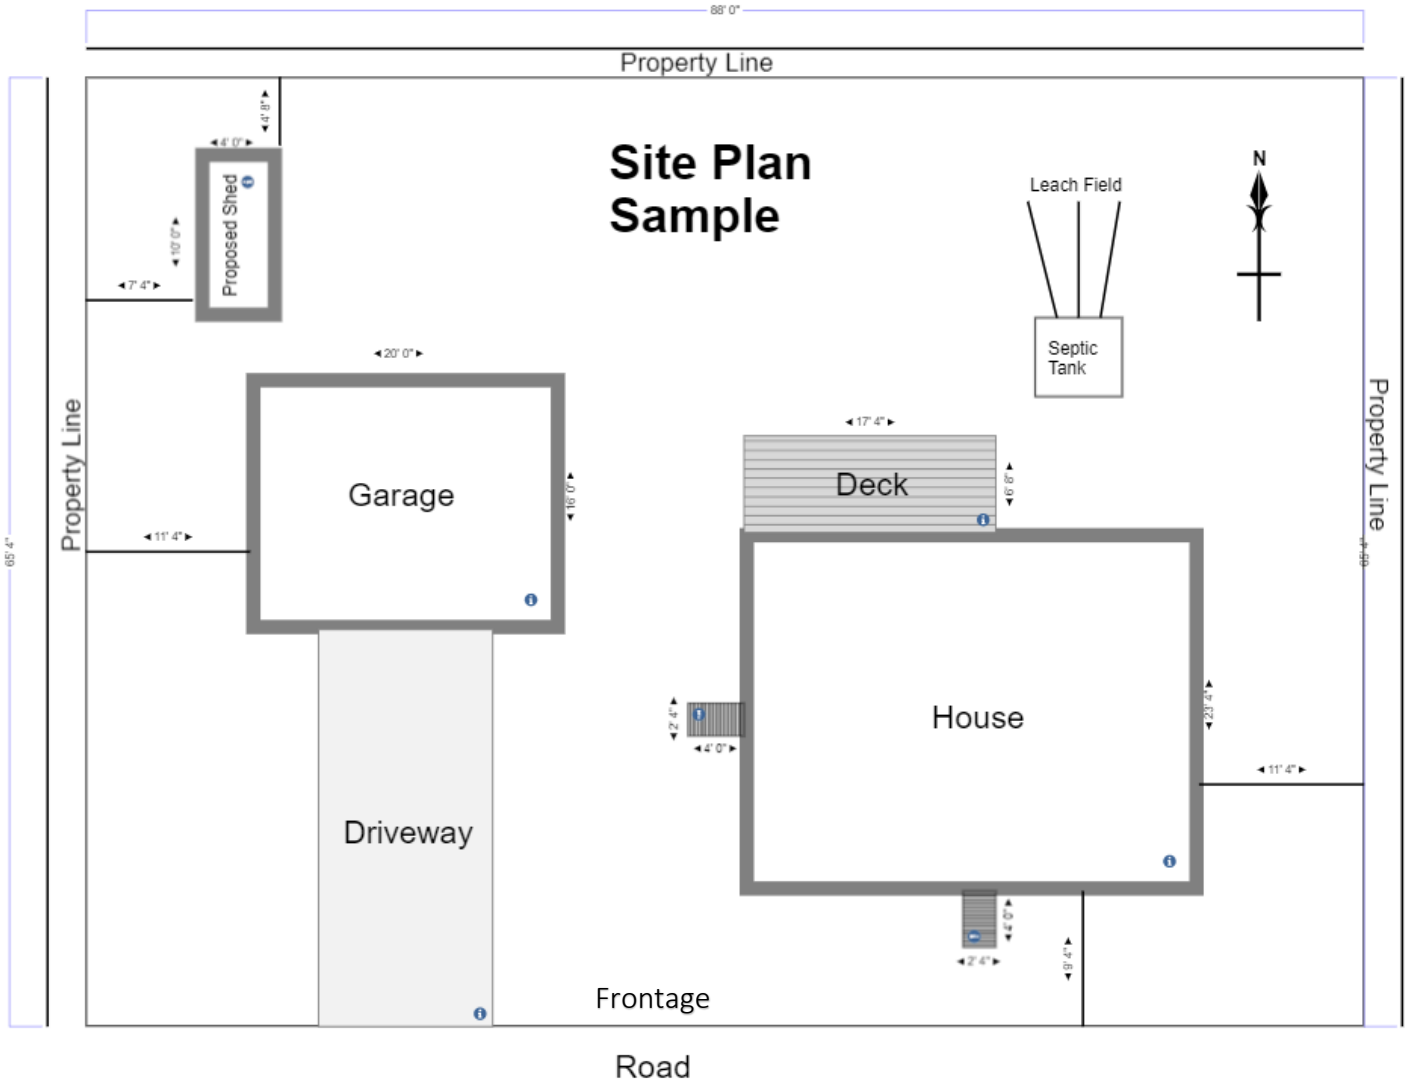 88' 0"
Property Line
4' 8"
4' 0"
Proposed Shed
10' 0"
7' 4"
Site Plan
Sample
Leach Field
N
Septic
Tank
20' 0"
Garage
16' 0"
11' 4"
Property Line
65' 4"
17' 4"
Deck
6' 8"
Property Line
65' 4"
House
23' 4"
2' 4"
4' 0"
11' 4"
Driveway
4' 0"
2' 4"
9' 4"
Frontage
Road